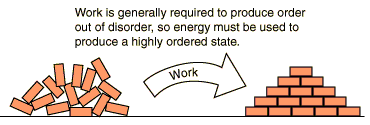 Work is generally required to produce order
out of disorder, so energy must be used to
produce a highly ordered state.
Work